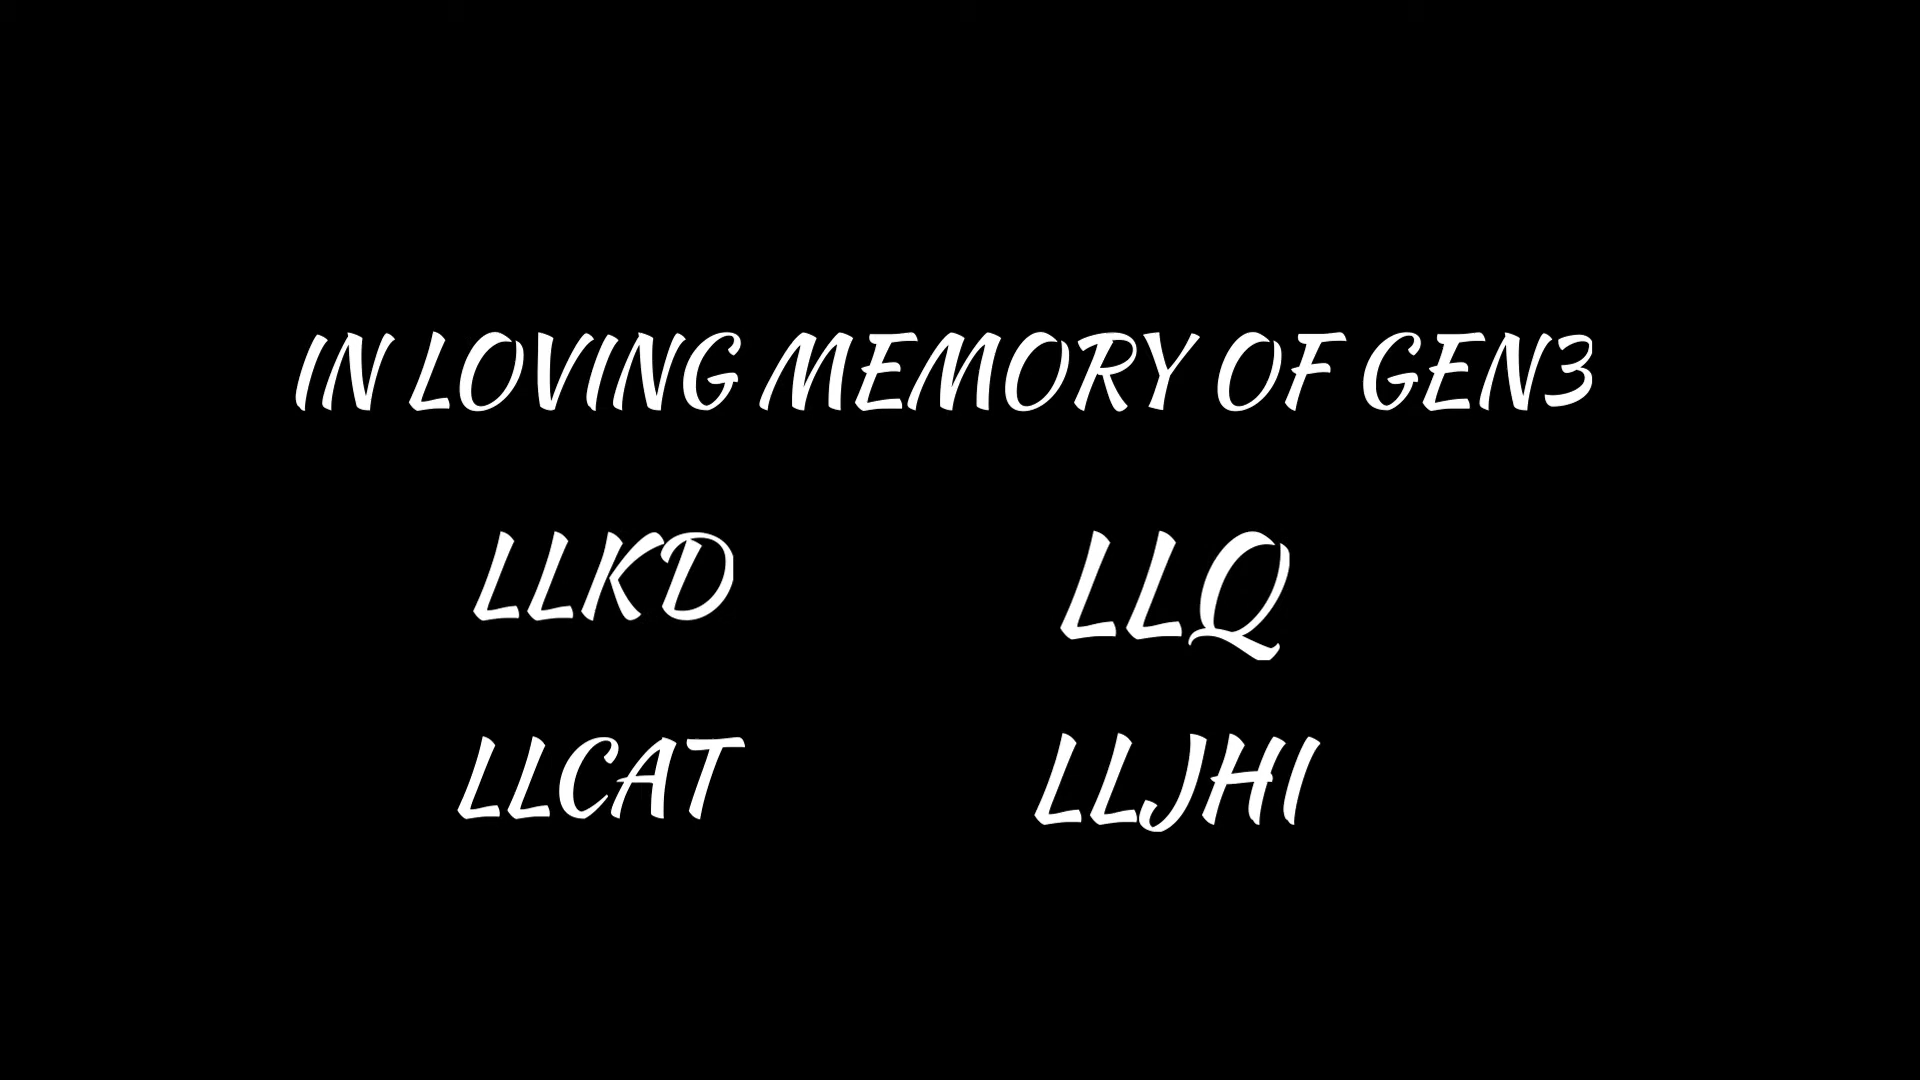 IN LOVING MEMORY OF GEN3
LLKD
LLQ
LLCAT
LLJHI